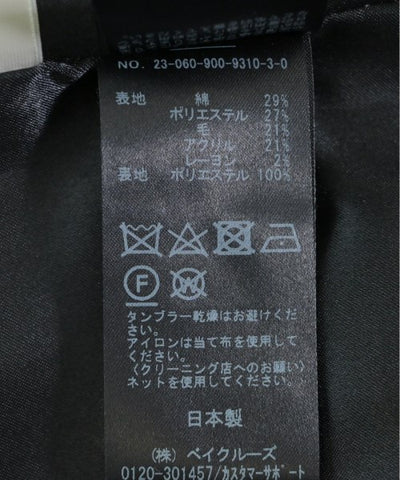 NO. 23-060-900-9310-3-0
表地 綿 29%
ポリエステル 27%
毛 21%
アクリル 21%
レーヨン 2%
裏地 ポリエステル 100%
F W
タンブラー乾燥はお避けくだ
さい。
アイロンは当て布を使用して
ください。
〈クリーニング店へのお願い〉
ネットを使用してください。
日本製
(株) ベイクルーズ
0120-301457/カスタマーサポート